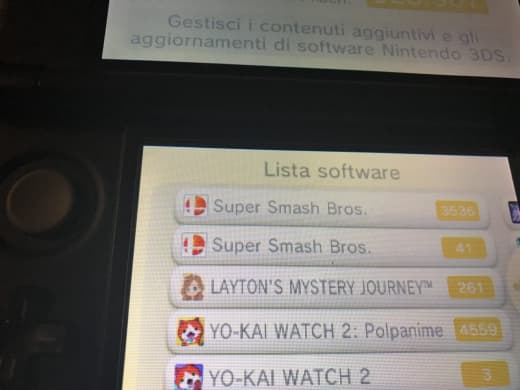 Gestisci i contenuti aggiuntivi e gli
aggiornamenti di software Nintendo 3DS.
Lista software
Super Smash Bros. 3536
Super Smash Bros. 41
LAYTON'S MYSTERY JOURNEY™ 261
YO-KAI WATCH 2: Polpanime 4559
YO-KAI WATCH 2 3